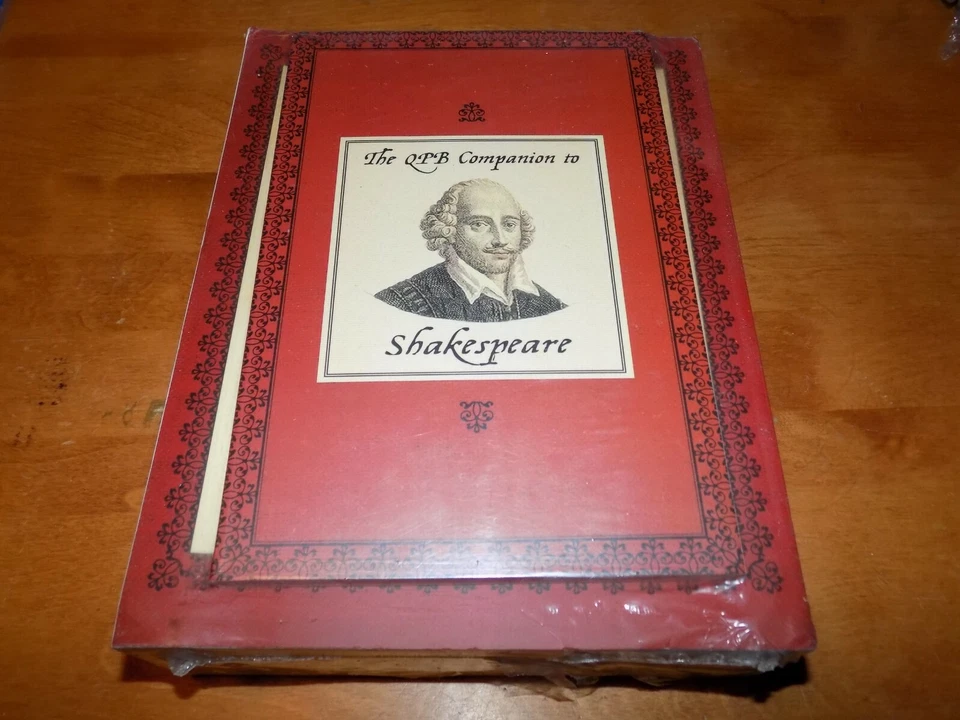 The QPB Companion to
Shakespeare